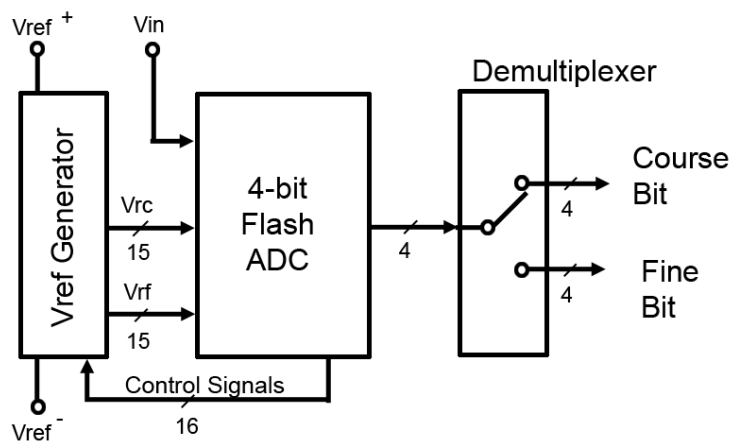 Vref +
Vin
Demultiplexer
Vref Generator
4-bit
Flash
ADC
Vrc
15
Vrf
15
4
Course
Bit
4
Fine
Bit
4
Control Signals
16
Vref -